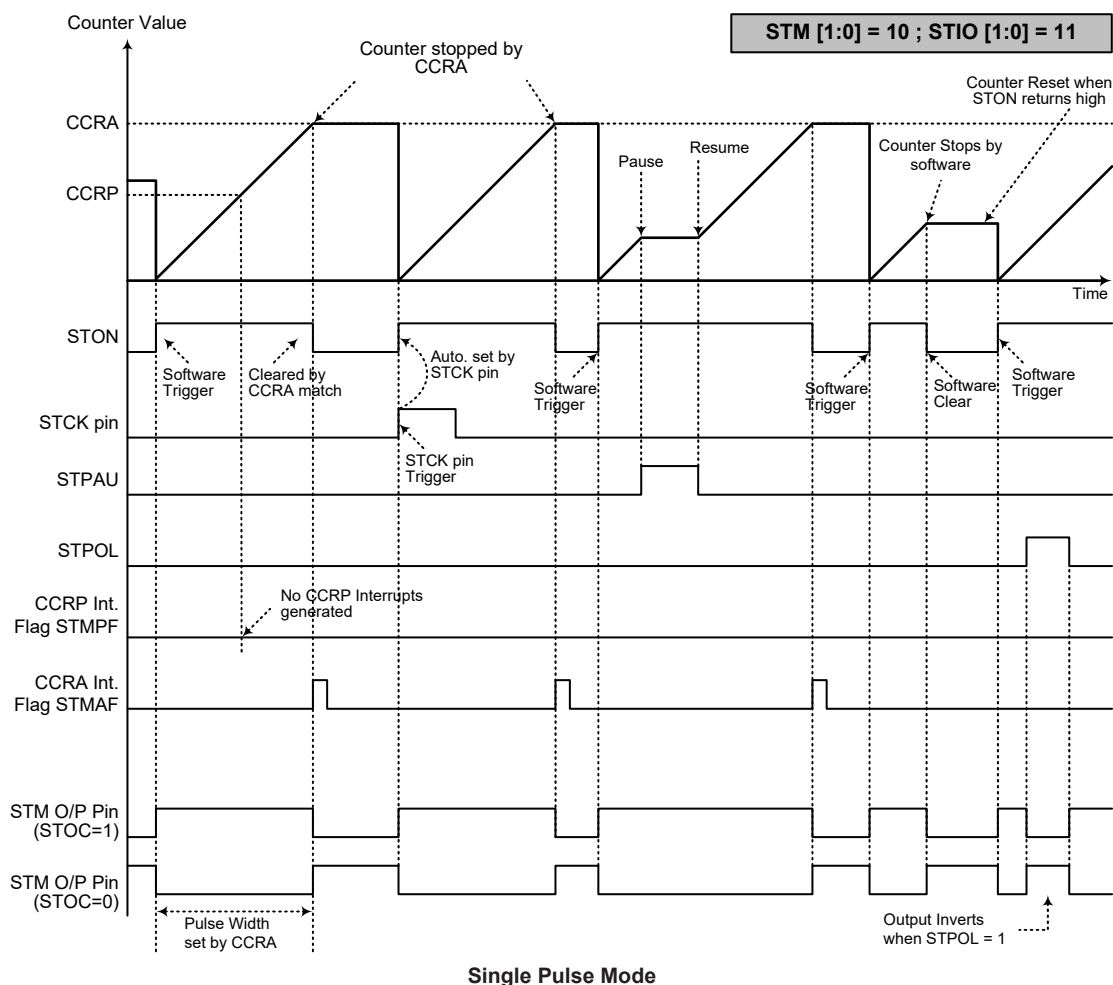 Counter Value
STM [1:0] = 10 ; STIO [1:0] = 11
Counter stopped by
CCRA
Counter Reset when
STON returns high
CCRA
Pause
Resume
Counter Stops by
software
CCRP
Time
STON
Software
Trigger
Cleared by
CCRA match
Auto. set by
STCK pin
Software
Trigger
Software
Trigger
Software
Clear
Software
Trigger
STCK pin
STCK pin
Trigger
STPAU
STPOL
No CCRP Interrupts
generated
CCRP Int.
Flag STMPF
CCRA Int.
Flag STMAF
STM O/P Pin
(STOC=1)
STM O/P Pin
(STOC=0)
Pulse Width
set by CCRA
Output Inverts
when STPOL = 1
Single Pulse Mode